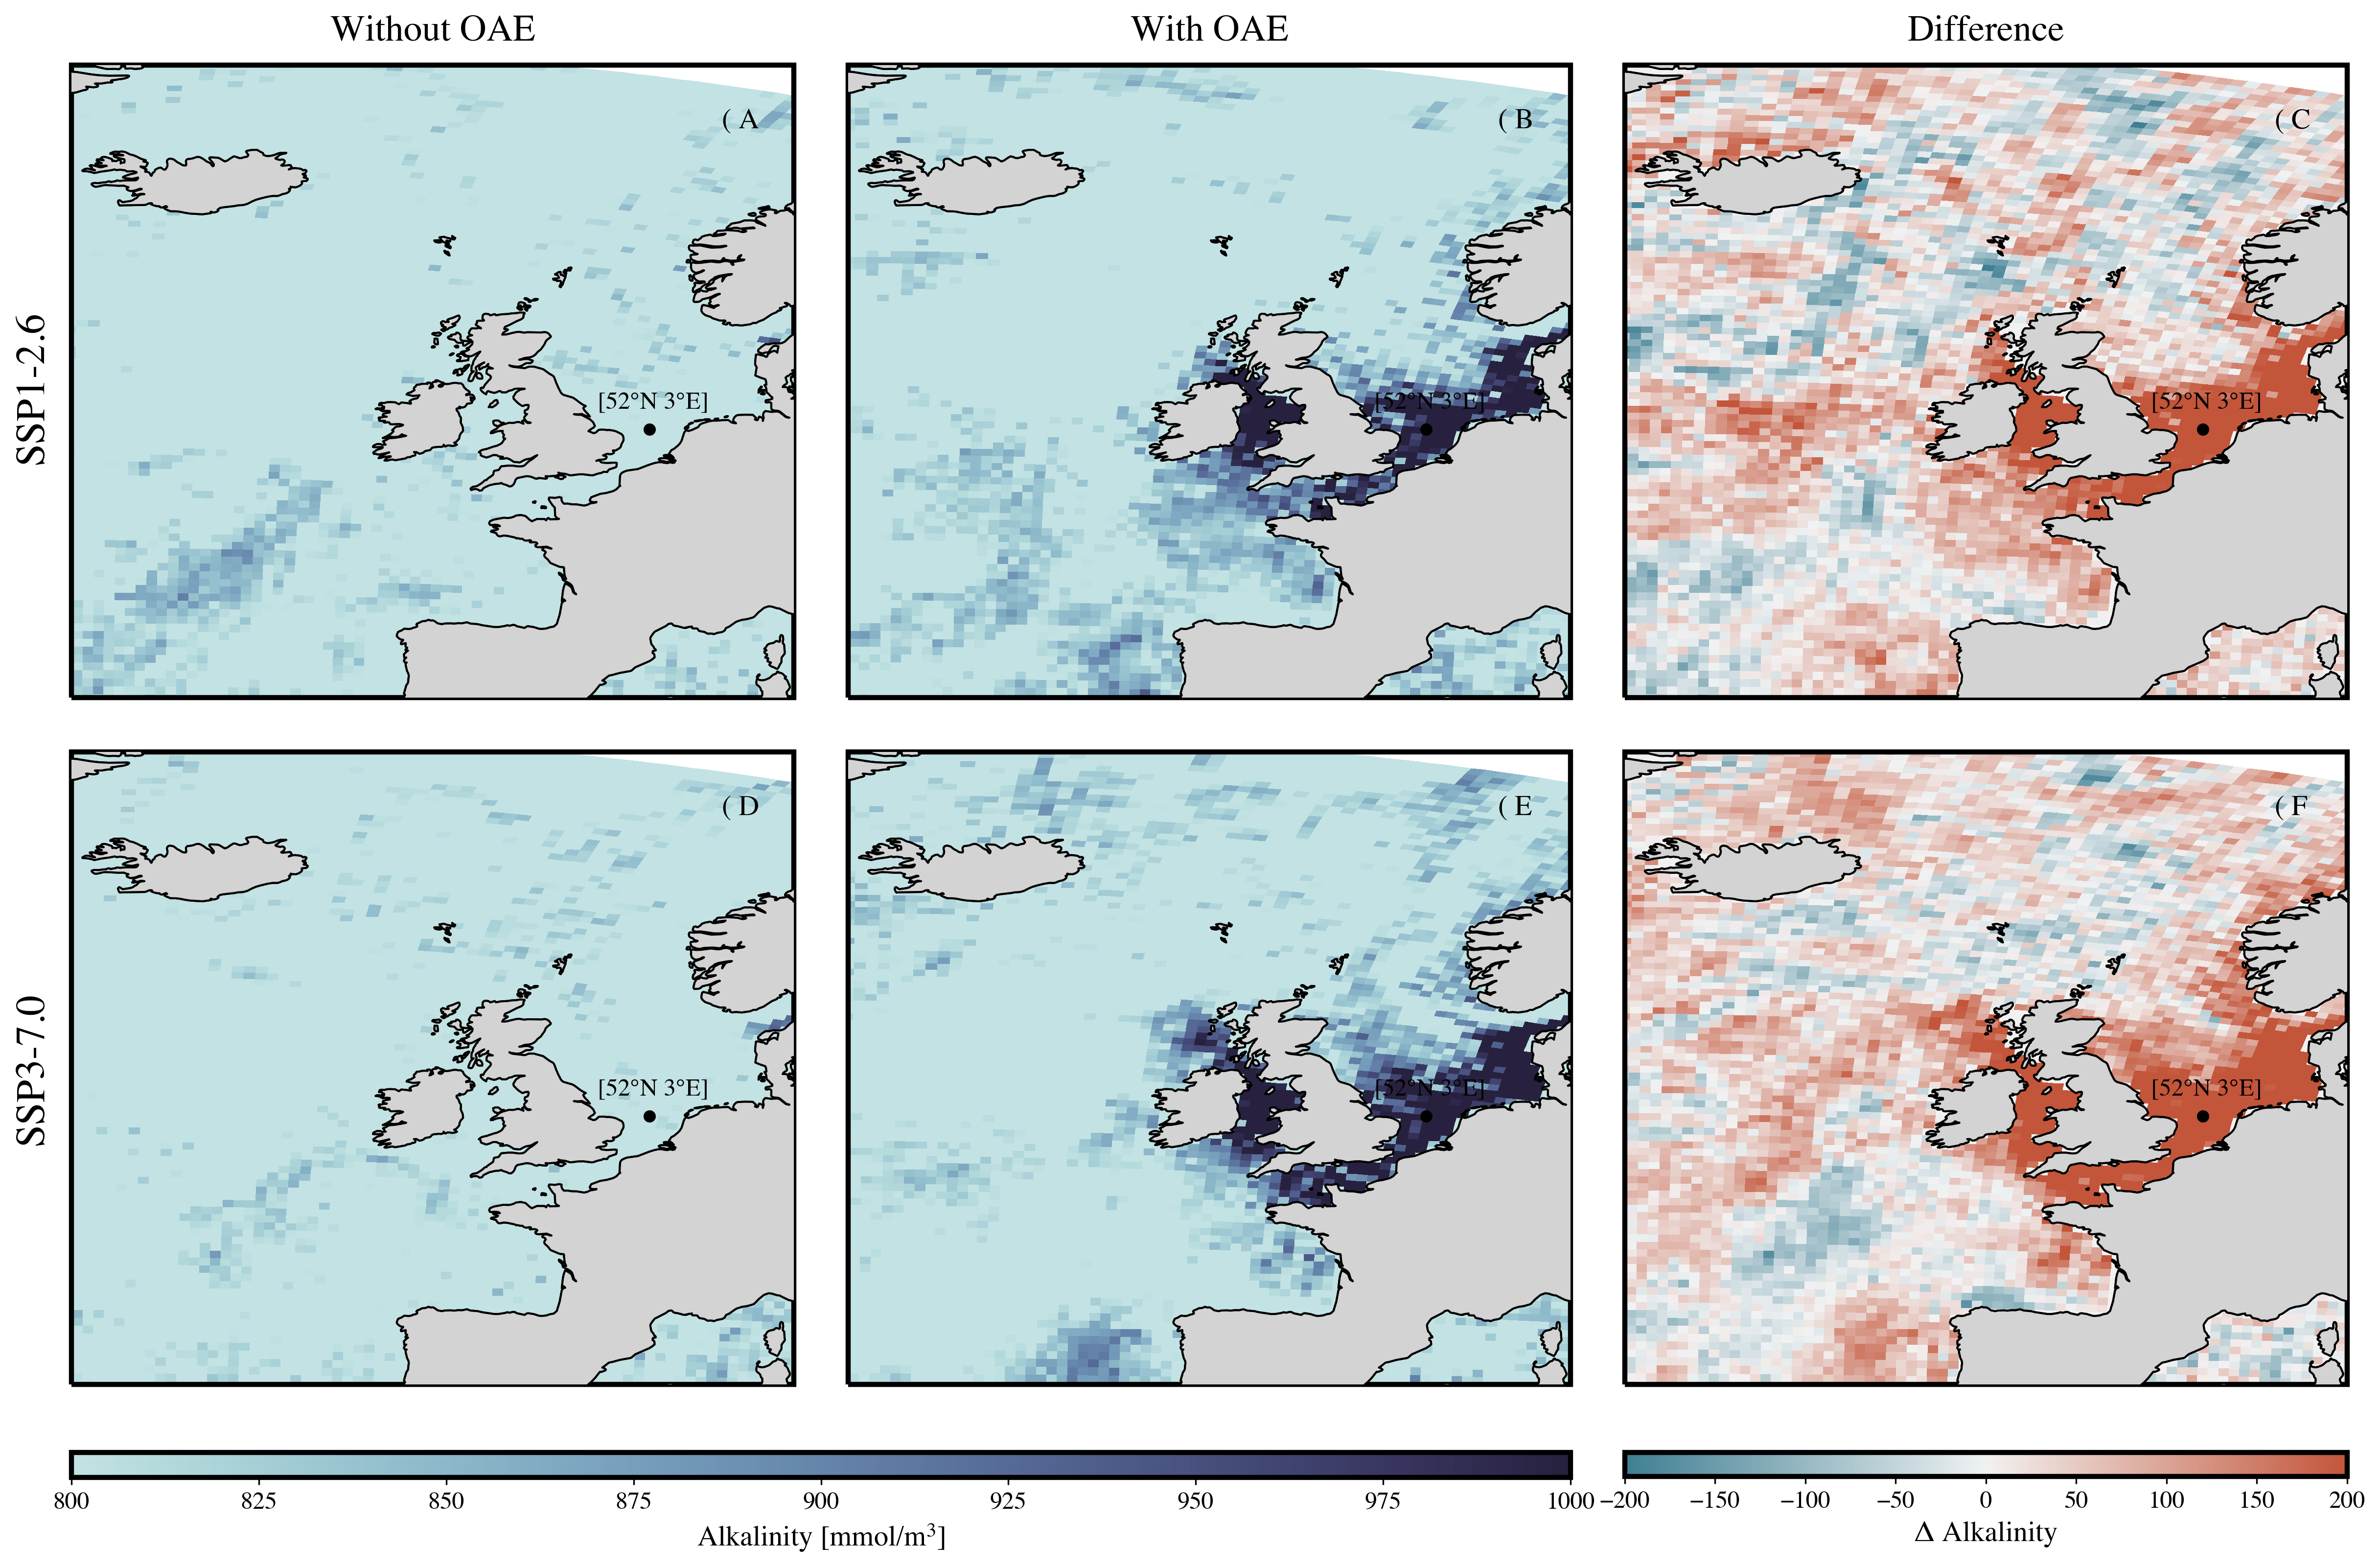 Without OAE
With OAE
Difference
SSP1-2.6
( A
( B
( C
[52°N 3°E]
[52°N 3°E]
[52°N 3°E]
SSP3-7.0
( D
( E
( F
[52°N 3°E]
[52°N 3°E]
[52°N 3°E]
800 825 850 875 900 925 950 975 1000
Alkalinity [mmol/m³]
−200 −150 −100 −50 0 50 100 150 200
Δ Alkalinity